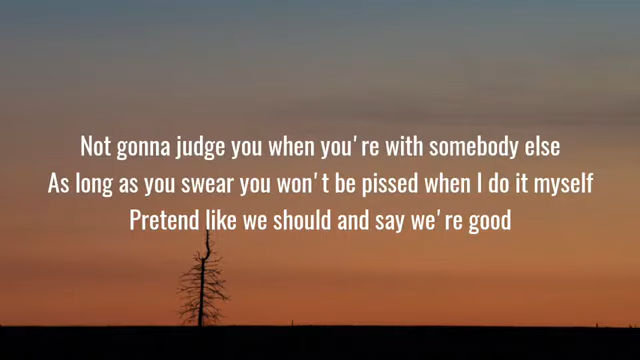 Not gonna judge you when you're with somebody else
As long as you swear you won't be pissed when I do it myself
Pretend like we should and say we're good